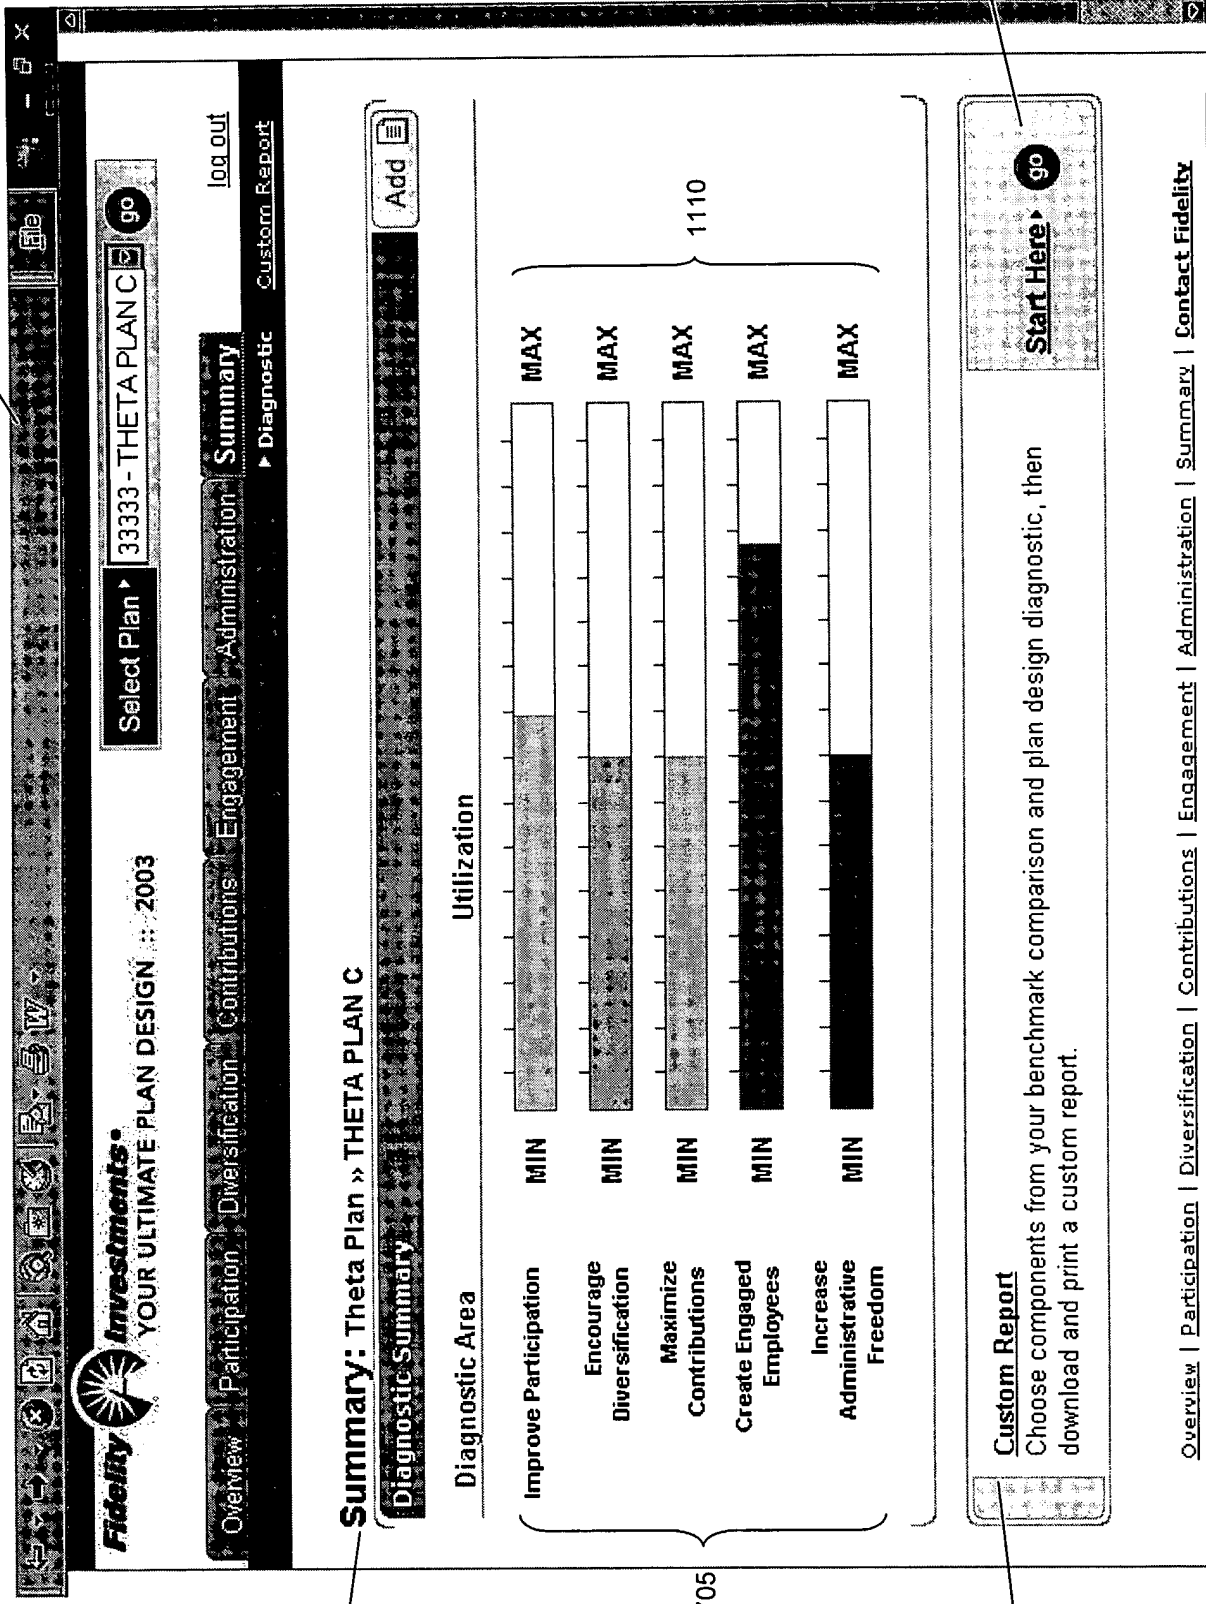 File
Fidelity Investments
YOUR ULTIMATE PLAN DESIGN :: 2003
Select Plan
33333 - THETA PLAN C
go
log out
Overview
Participation
Diversification
Contributions
Engagement
Administration
Summary
Diagnostic
Custom Report
Summary: Theta Plan » THETA PLAN C
Diagnostic Summary
Add
Diagnostic Area
Utilization
Improve Participation
MIN
MAX
Encourage
Diversification
MIN
MAX
Maximize
Contributions
MIN
MAX
Create Engaged
Employees
MIN
MAX
Increase
Administrative
Freedom
MIN
MAX
1110
705
Custom Report
Choose components from your benchmark comparison and plan design diagnostic, then
download and print a custom report.
Start Here
go
Overview | Participation | Diversification | Contributions | Engagement | Administration | Summary | Contact Fidelity